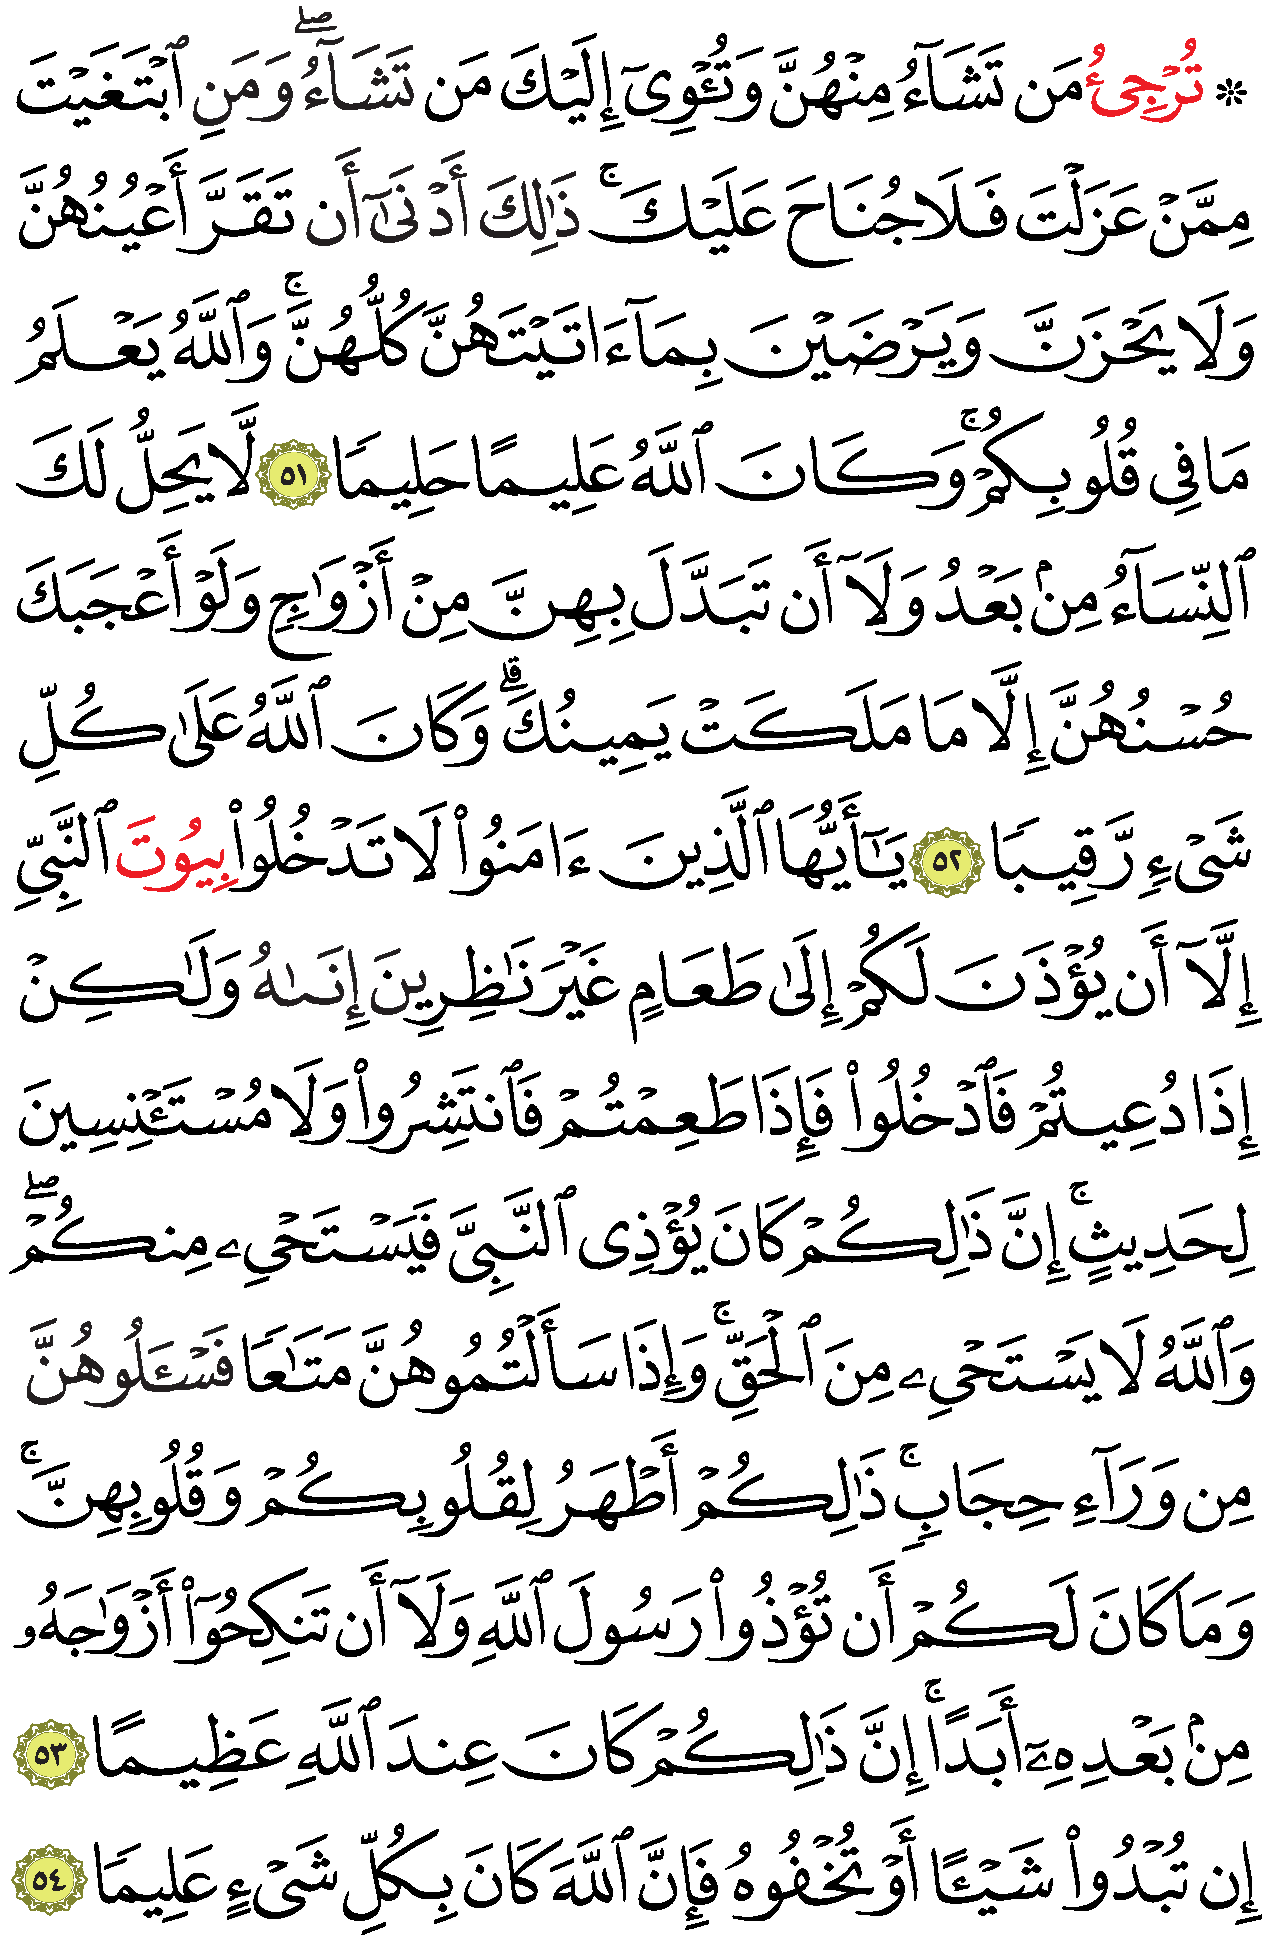 ۞ تُرْجِئُ مَن تَشَآءُ مِنْهُنَّ وَتُـْٔوِىٓ إِلَيْكَ مَن تَشَآءُ ۖ وَمَنِ ٱبْتَغَيْتَ
مِمَّنْ عَزَلْتَ فَلَا جُنَاحَ عَلَيْكَ ۚ ذَٰلِكَ أَدْنَىٰٓ أَن تَقَرَّ أَعْيُنُهُنَّ
وَلَا يَحْزَنَّ وَيَرْضَيْنَ بِمَآ ءَاتَيْتَهُنَّ كُلُّهُنَّ ۚ وَٱللَّهُ يَعْلَمُ
مَا فِى قُلُوبِكُمْ ۚ وَكَانَ ٱللَّهُ عَلِيمًا حَلِيمًا ٥١ لَّا يَحِلُّ لَكَ
ٱلنِّسَآءُ مِنۢ بَعْدُ وَلَآ أَن تَبَدَّلَ بِهِنَّ مِنْ أَزْوَٰجٍ وَلَوْ أَعْجَبَكَ
حُسْنُهُنَّ إِلَّا مَا مَلَكَتْ يَمِينُكَ ۗ وَكَانَ ٱللَّهُ عَلَىٰ كُلِّ
شَىْءٍ رَّقِيبًا ٥٢ يَـٰٓأَيُّهَا ٱلَّذِينَ ءَامَنُوا۟ لَا تَدْخُلُوا۟ بِيُوتَ ٱلنَّبِىِّ
إِلَّآ أَن يُؤْذَنَ لَكُمْ إِلَىٰ طَعَامٍ غَيْرَ نَـٰظِرِينَ إِنَىٰهُ وَلَـٰكِنْ
إِذَا دُعِيتُمْ فَٱدْخُلُوا۟ فَإِذَا طَعِمْتُمْ فَٱنتَشِرُوا۟ وَلَا مُسْتَـْٔنِسِينَ
لِحَدِيثٍ ۚ إِنَّ ذَٰلِكُمْ كَانَ يُؤْذِى ٱلنَّبِىَّ فَيَسْتَحْىِۦ مِنكُمْ ۖ
وَٱللَّهُ لَا يَسْتَحْىِۦ مِنَ ٱلْحَقِّ ۚ وَإِذَا سَأَلْتُمُوهُنَّ مَتَـٰعًا فَسْـَٔلُوهُنَّ
مِن وَرَآءِ حِجَابٍ ۚ ذَٰلِكُمْ أَطْهَرُ لِقُلُوبِكُمْ وَقُلُوبِهِنَّ ۚ
وَمَا كَانَ لَكُمْ أَن تُؤْذُوا۟ رَسُولَ ٱللَّهِ وَلَآ أَن تَنكِحُوٓا۟ أَزْوَٰجَهُۥ
مِنۢ بَعْدِهِۦٓ أَبَدًا ۚ إِنَّ ذَٰلِكُمْ كَانَ عِندَ ٱللَّهِ عَظِيمًا ٥٣
إِن تُبْدُوا۟ شَيْـًٔا أَوْ تُخْفُوهُ فَإِنَّ ٱللَّهَ كَانَ بِكُلِّ شَىْءٍ عَلِيمًا ٥٤